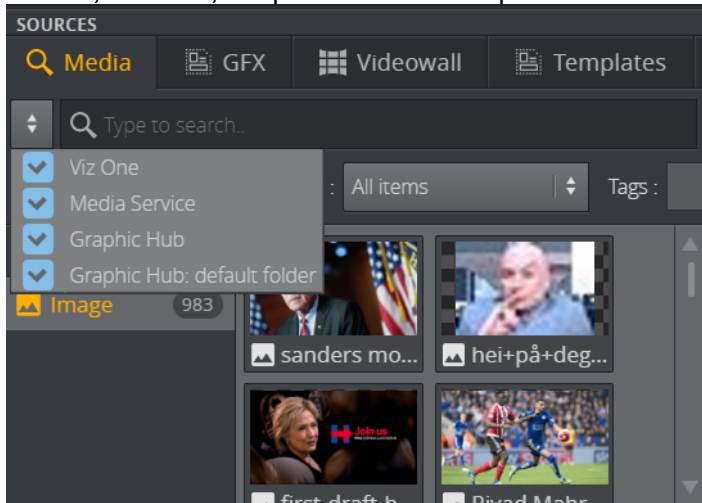 SOURCES
Media GFX Videowall Templates
Type to search..
Viz One
: All items Tags :
Media Service
Graphic Hub
Graphic Hub: default folder
Image 983
sanders mo... hei+på+deg...
Join us
first draft b Riyad Mahr